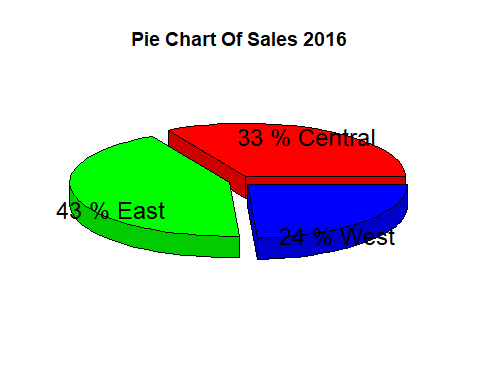 Pie Chart Of Sales 2016
33 % Central
43 % East
24 % West